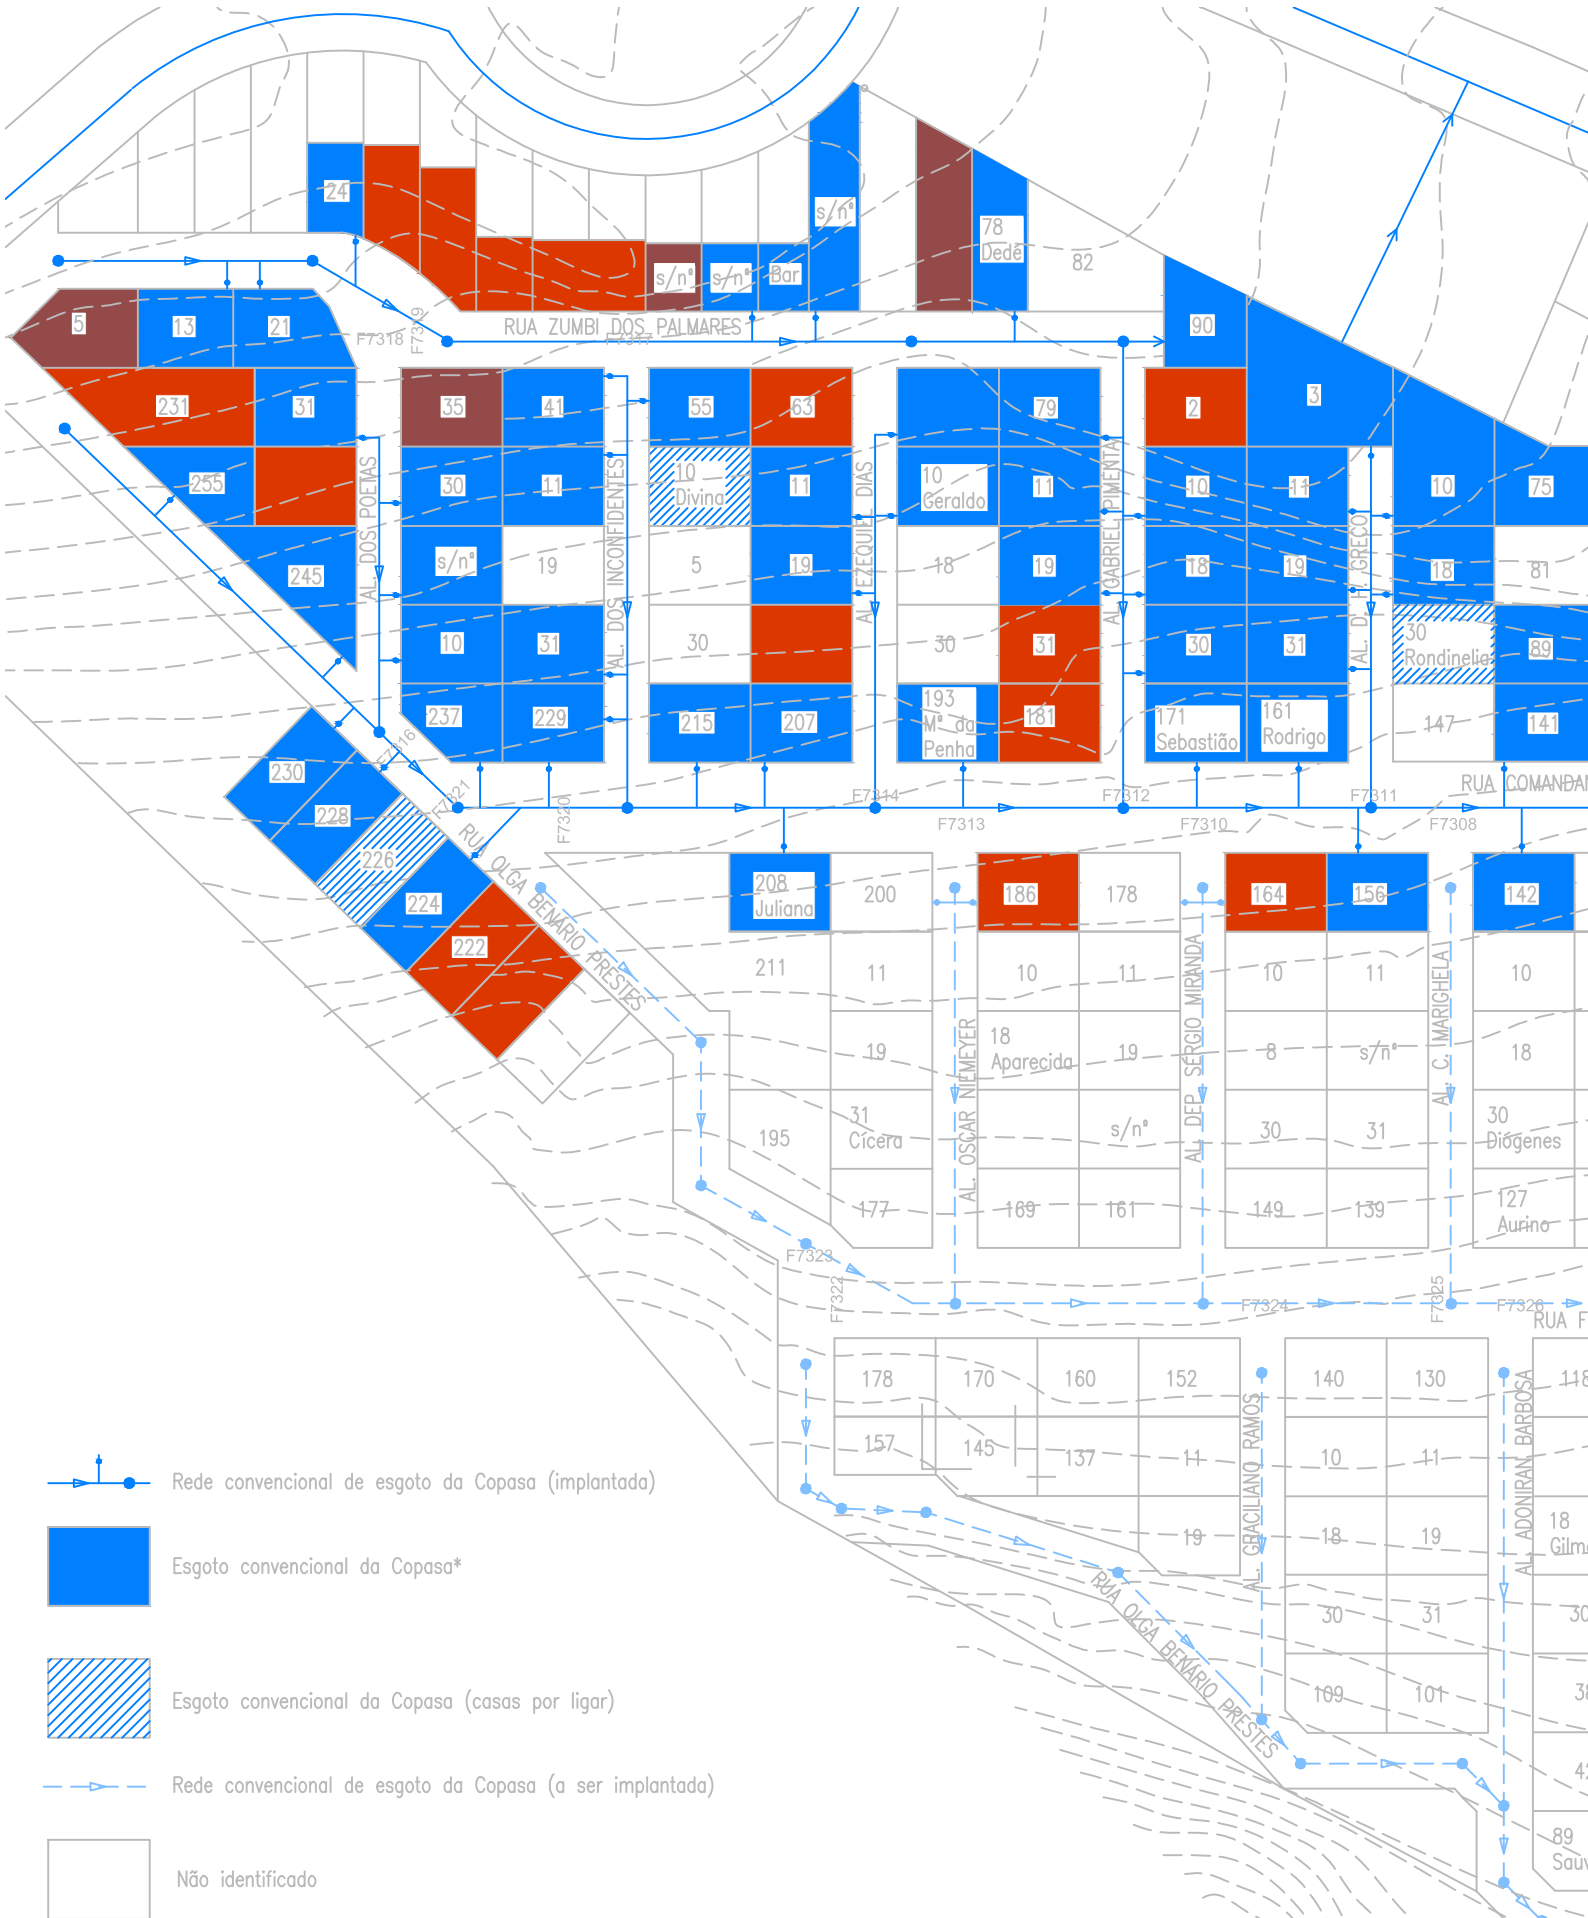 24
s/nº
78
Dedé
82
s/nº
s/nº
Bar
5
13
21
90
F7318
F7319
RUA ZUMBI DOS PALMARES
F7317
231
31
35
41
55
63
79
2
3
255
30
11
10
Divina
11
10
Geraldo
11
10
11
10
75
AL. DOS POETAS
AL. DOS INCONFIDENTES
AL. EZEQUIEL DIAS
AL. GABRIEL PIMENTA
AL. D. H. GRECO
245
s/nº
19
5
19
18
19
18
19
18
81
10
31
30
30
31
30
31
30
Rondinelia
89
237
229
215
207
193
Mª da
Penha
181
171
Sebastião
161
Rodrigo
147
141
F7316
230
228
226
224
222
F7321
F7320
F7314
F7313
F7312
F7310
F7311
F7308
RUA COMANDAN
RUA OLGA BENÁRIO PRESTES
208
Juliana
200
186
178
164
156
142
211
11
10
11
10
11
10
19
18
Aparecida
19
8
s/nº
18
AL. OSCAR NIEMEYER
AL. DEP. SÉRGIO MIRANDA
AL. C. MARIGHELA
195
31
Cícera
s/nº
30
31
30
Diógenes
177
169
161
149
139
127
Aurino
F7323
F7322
F7324
F7325
F7326
RUA F
178
170
160
152
140
130
118
157
145
137
11
10
11
19
18
19
18
Gilm
AL. GRACILIANO RAMOS
AL. ADONIRAN BARBOSA
RUA OLGA BENÁRIO PRESTES
30
31
30
109
101
38
42
89
Sauv
Rede convencional de esgoto da Copasa (implantada)
Esgoto convencional da Copasa*
Esgoto convencional da Copasa (casas por ligar)
Rede convencional de esgoto da Copasa (a ser implantada)
Não identificado